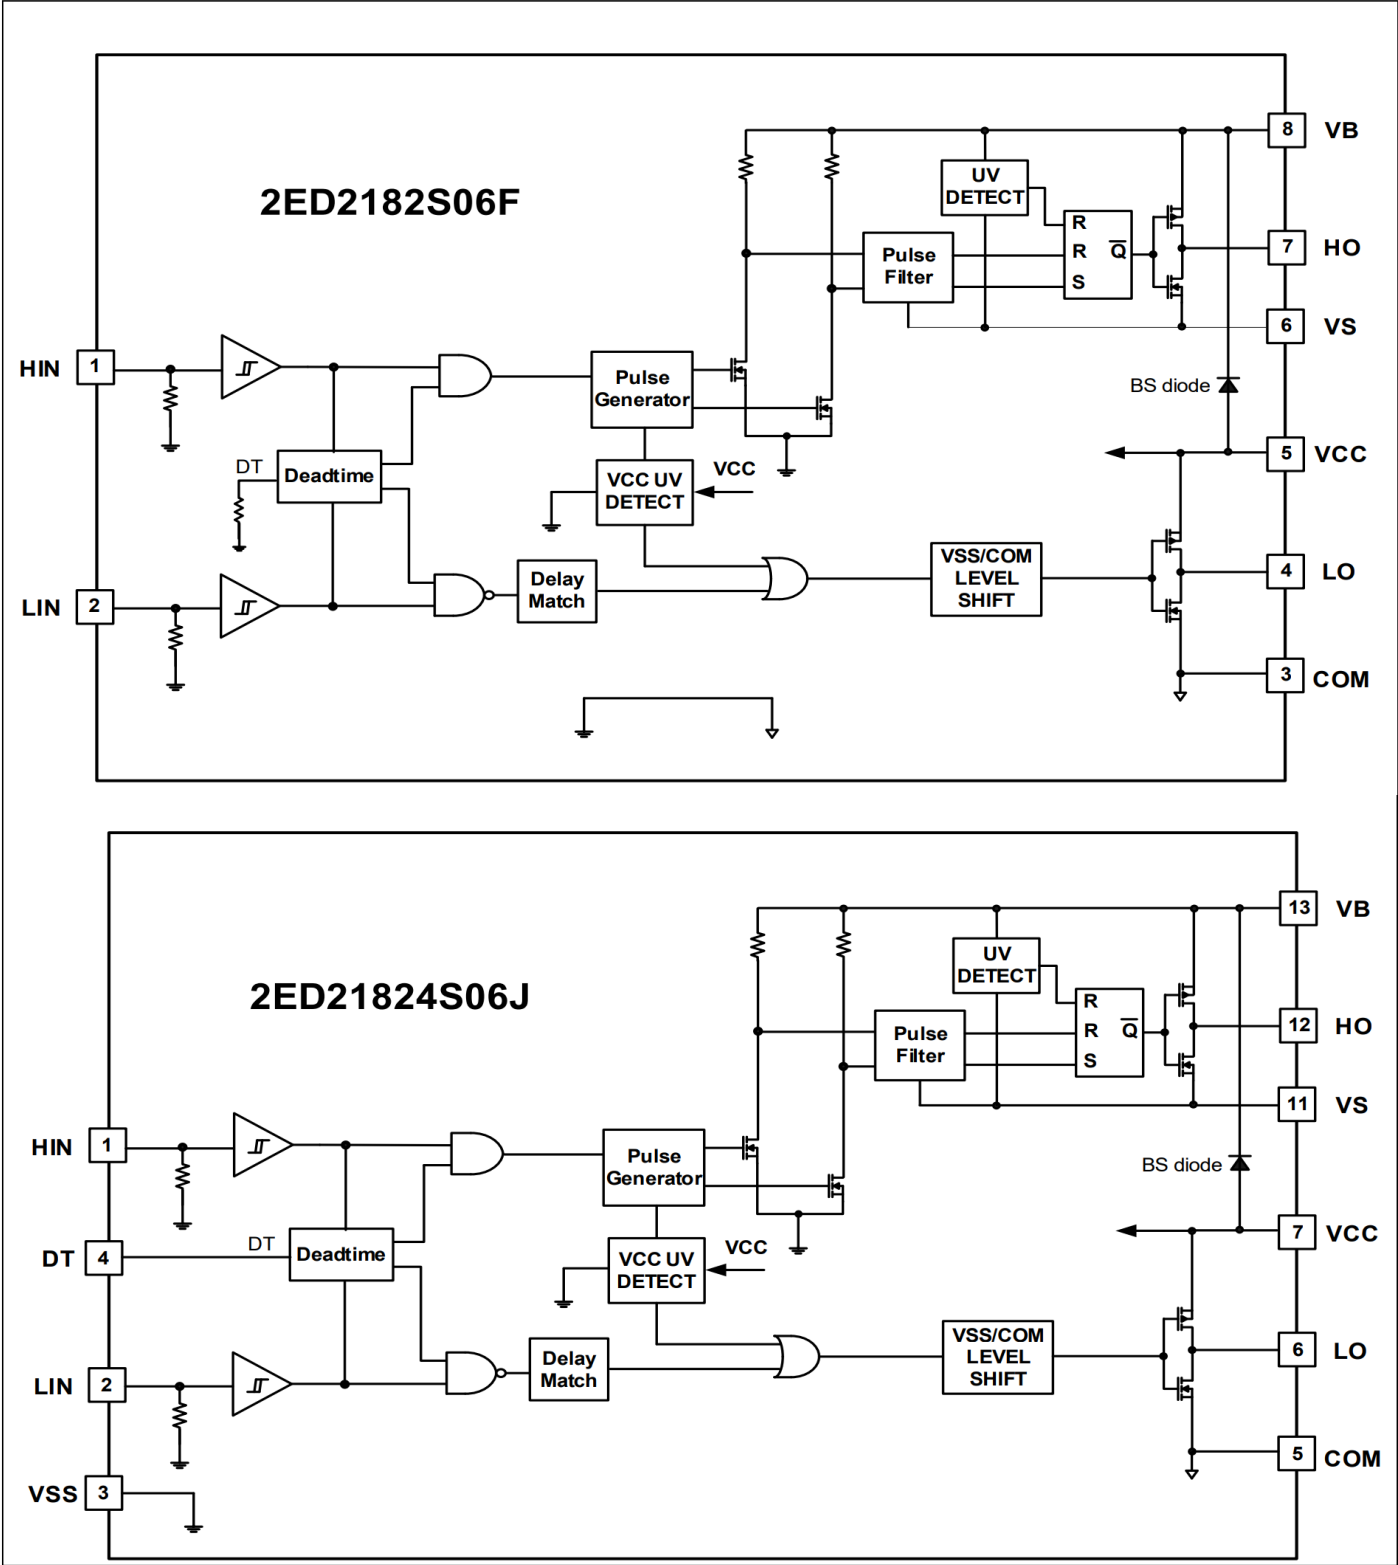 2ED2182S06F
8 VB
UV
DETECT
R
R
S
Q
Pulse
Filter
7 HO
6 VS
HIN 1
Pulse
Generator
BS diode
DT
Deadtime
VCC UV
DETECT
VCC
5 VCC
LIN 2
Delay
Match
VSS/COM
LEVEL
SHIFT
4 LO
3 COM
2ED21824S06J
13 VB
UV
DETECT
R
R
S
Q
Pulse
Filter
12 HO
11 VS
HIN 1
Pulse
Generator
BS diode
DT 4
DT
Deadtime
VCC UV
DETECT
VCC
7 VCC
LIN 2
Delay
Match
VSS/COM
LEVEL
SHIFT
6 LO
5 COM
VSS 3